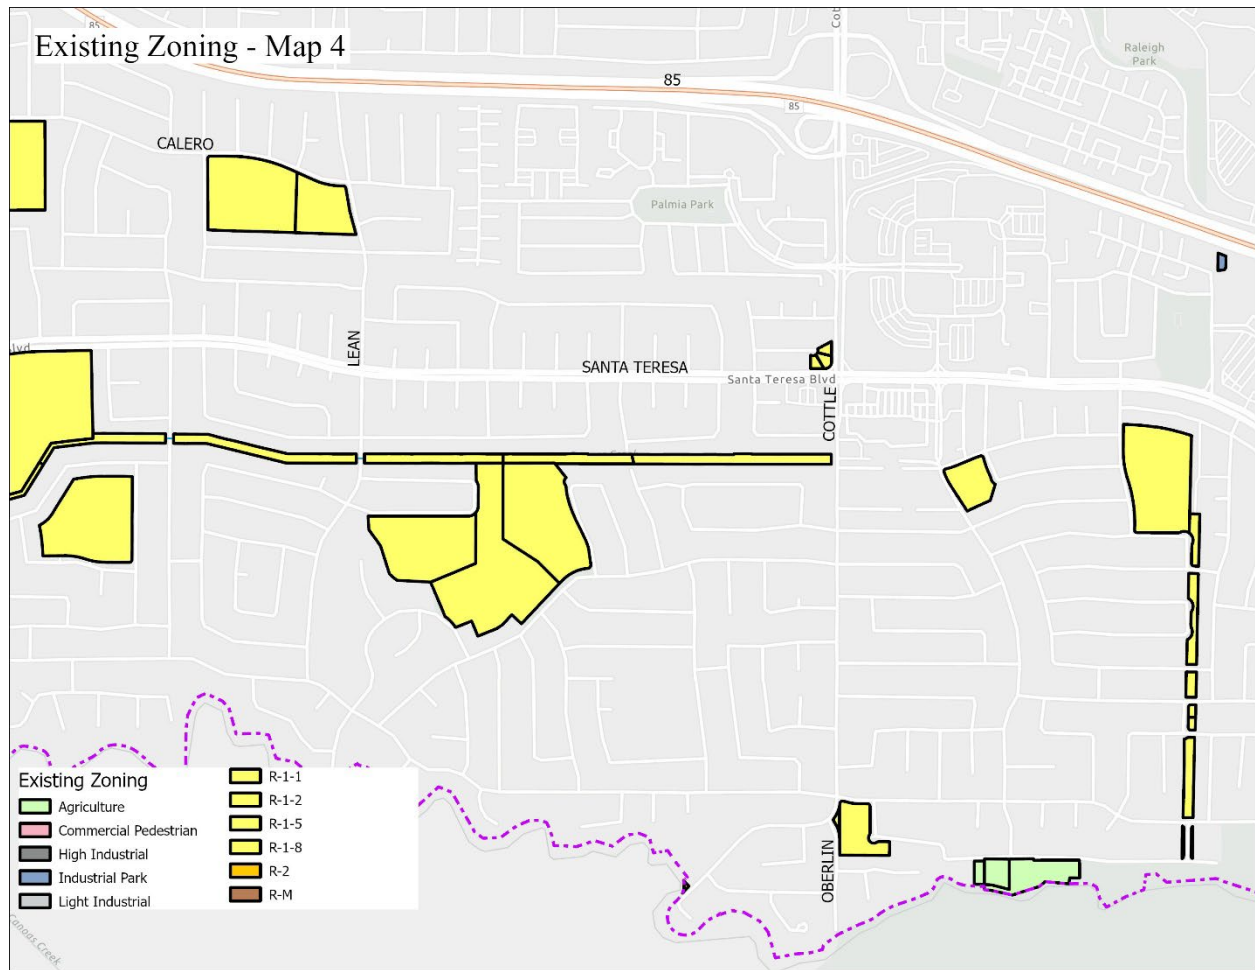 85
Existing Zoning - Map 4
85
85
Raleigh
Park
CALERO
Palmia Park
LEAN
lvd
SANTA TERESA
Santa Teresa Blvd
COTTLE
OBERLIN
Existing Zoning
Agriculture
Commercial Pedestrian
High Industrial
Industrial Park
Light Industrial
R-1-1
R-1-2
R-1-5
R-1-8
R-2
R-M
Canoas Creek